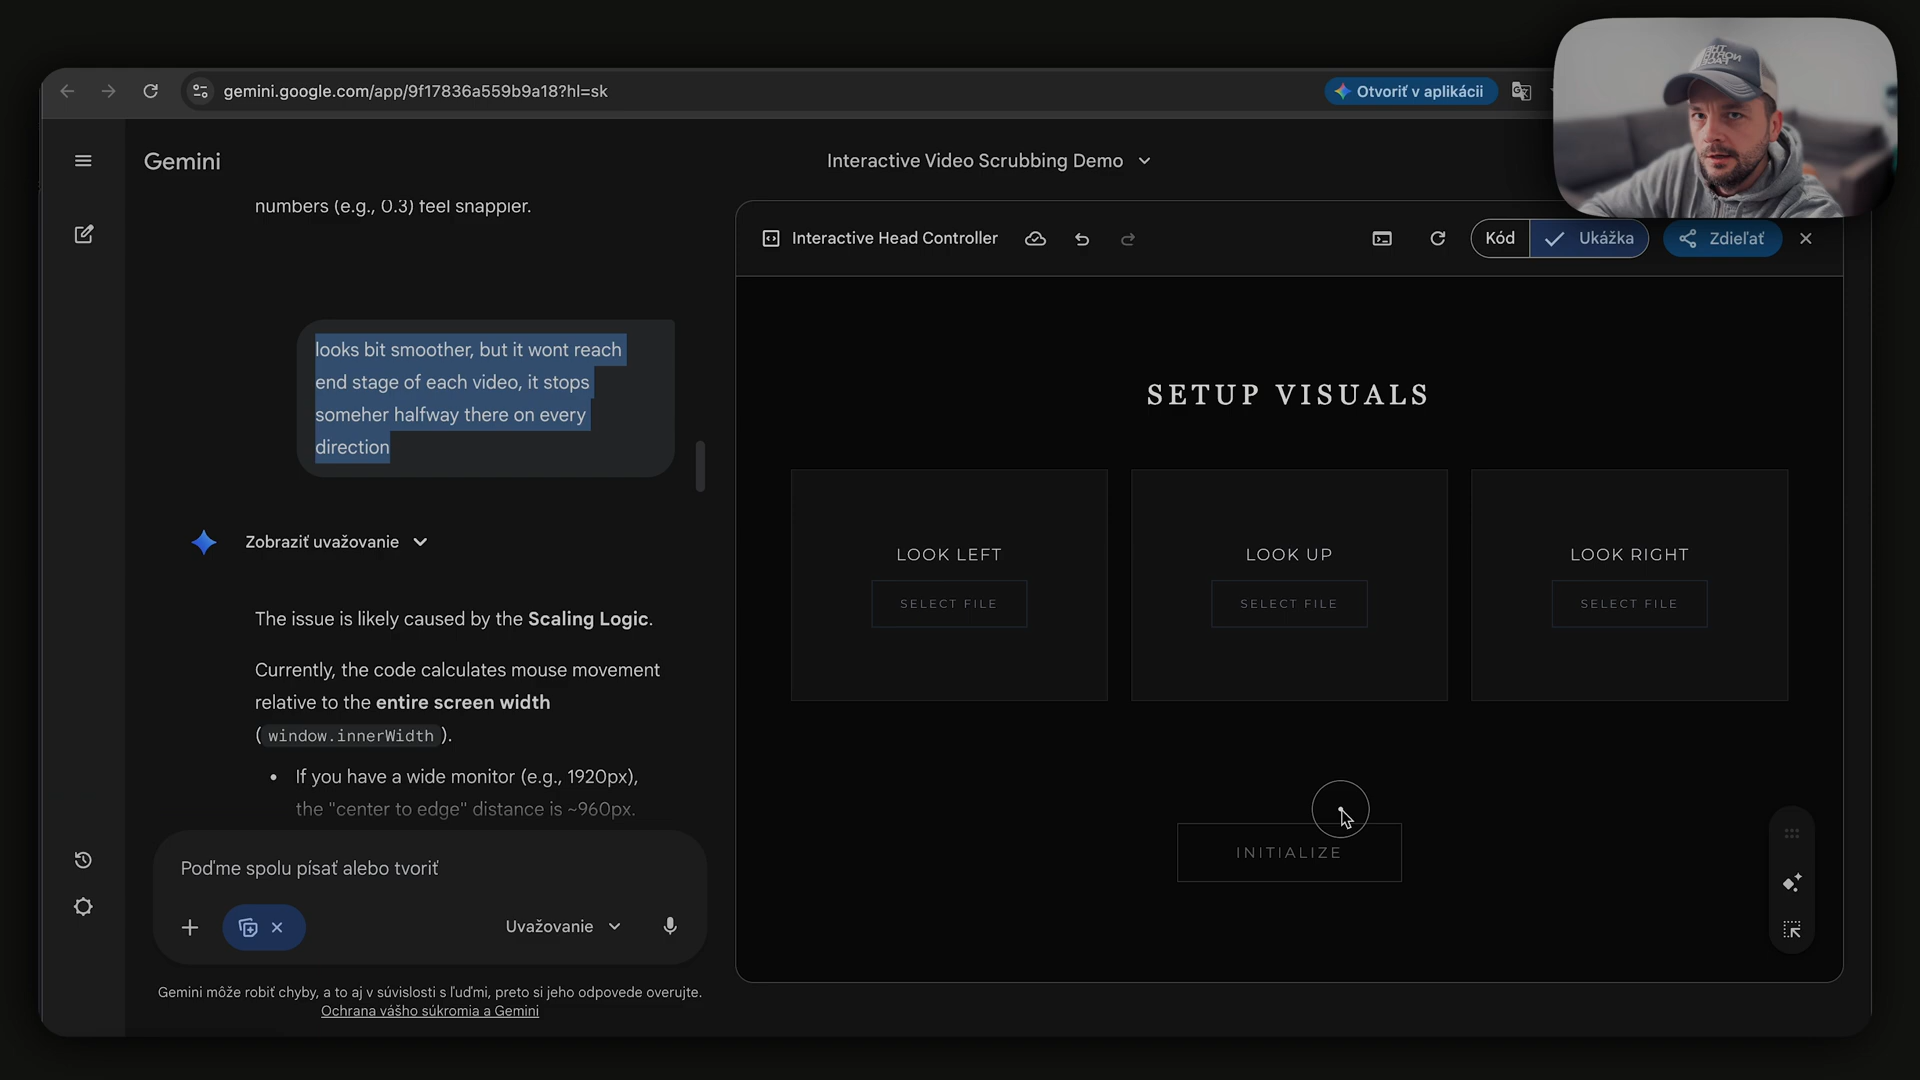 gemini.google.com/app/9f17836a559b9a18?hl=sk
Otvoriť v aplikácii
Gemini
Interactive Video Scrubbing Demo
numbers (e.g., 0.3) feel snappier.
looks bit smoother, but it wont reach
end stage of each video, it stops
someher halfway there on every
direction
Zobraziť uvažovanie
The issue is likely caused by the Scaling Logic.
Currently, the code calculates mouse movement
relative to the entire screen width
( window.innerWidth ).
• If you have a wide monitor (e.g., 1920px),
the "center to edge" distance is ~960px.
Poďme spolu písať alebo tvoriť
Uvažovanie
Gemini môže robiť chyby, a to aj v súvislosti s ľuďmi, preto si jeho odpovede overujte.
Ochrana vášho súkromia a Gemini
Interactive Head Controller
Kód
Ukážka
Zdieľať
SETUP VISUALS
LOOK LEFT
SELECT FILE
LOOK UP
SELECT FILE
LOOK RIGHT
SELECT FILE
INITIALIZE